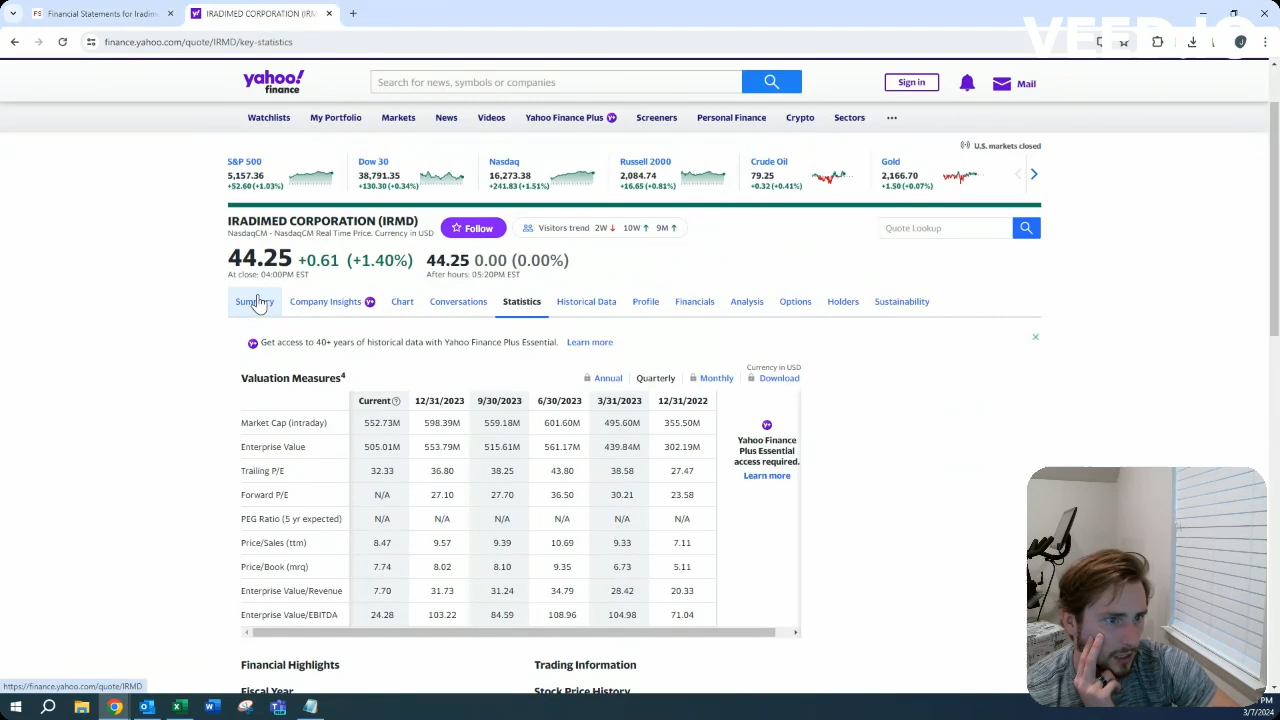 Financial Statements for Iradim
IRADIMED CORPORATION (IRMD)
finance.yahoo.com/quote/IRMD/key-statistics
VEED.IO
yahoo!
finance
Search for news, symbols or companies
Sign in
Mail
Watchlists My Portfolio Markets News Videos Yahoo Finance Plus Screeners Personal Finance Crypto Sectors ...
U.S. markets closed
S&P 500 Dow 30 Nasdaq Russell 2000 Crude Oil Gold
5,157.36 38,791.35 16,273.38 2,084.74 79.25 2,166.70
+52.60 (+1.03%) +130.30 (+0.34%) +241.83 (+1.51%) +16.65 (+0.81%) +0.32 (+0.41%) +1.50 (+0.07%)
IRADIMED CORPORATION (IRMD)
NasdaqCM - NasdaqCM Real Time Price. Currency in USD
Follow
Visitors trend 2W↓ 10W↑ 9M↑
Quote Lookup
44.25 +0.61 (+1.40%) 44.25 0.00 (0.00%)
At close: 04:00PM EST After hours: 05:20PM EST
Summary Company Insights Chart Conversations Statistics Historical Data Profile Financials Analysis Options Holders Sustainability
Get access to 40+ years of historical data with Yahoo Finance Plus Essential. Learn more
Currency in USD
Valuation Measures4 Annual Quarterly Monthly Download
Current 12/31/2023 9/30/2023 6/30/2023 3/31/2023 12/31/2022
Market Cap (intraday) 552.73M 598.39M 559.18M 601.60M 495.60M 355.50M
Enterprise Value 505.01M 553.79M 515.61M 561.17M 439.84M 302.19M
Trailing P/E 32.33 36.80 38.25 43.80 38.58 27.47
Forward P/E N/A 27.10 27.70 36.50 30.21 23.58
PEG Ratio (5 yr expected) N/A N/A N/A N/A N/A N/A
Price/Sales (ttm) 8.47 9.57 9.39 10.69 9.33 7.11
Price/Book (mrq) 7.74 8.02 8.10 9.35 6.73 5.11
Enterprise Value/Revenue 7.70 31.73 31.24 34.79 28.42 20.33
Enterprise Value/EBITDA 24.28 103.22 84.59 108.96 104.98 71.04
Yahoo Finance
Plus Essential
access required.
Learn more
Financial Highlights Trading Information
Fiscal Year Stock Price History
https://finance.yahoo.com/quote/IRMD
PM
3/7/2024